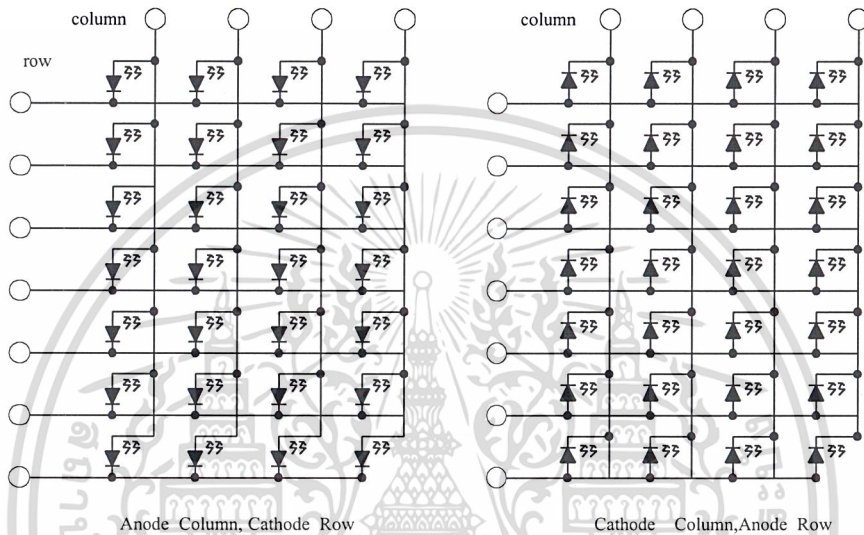 column
column
row
Anode Column, Cathode Row
Cathode Column,Anode Row